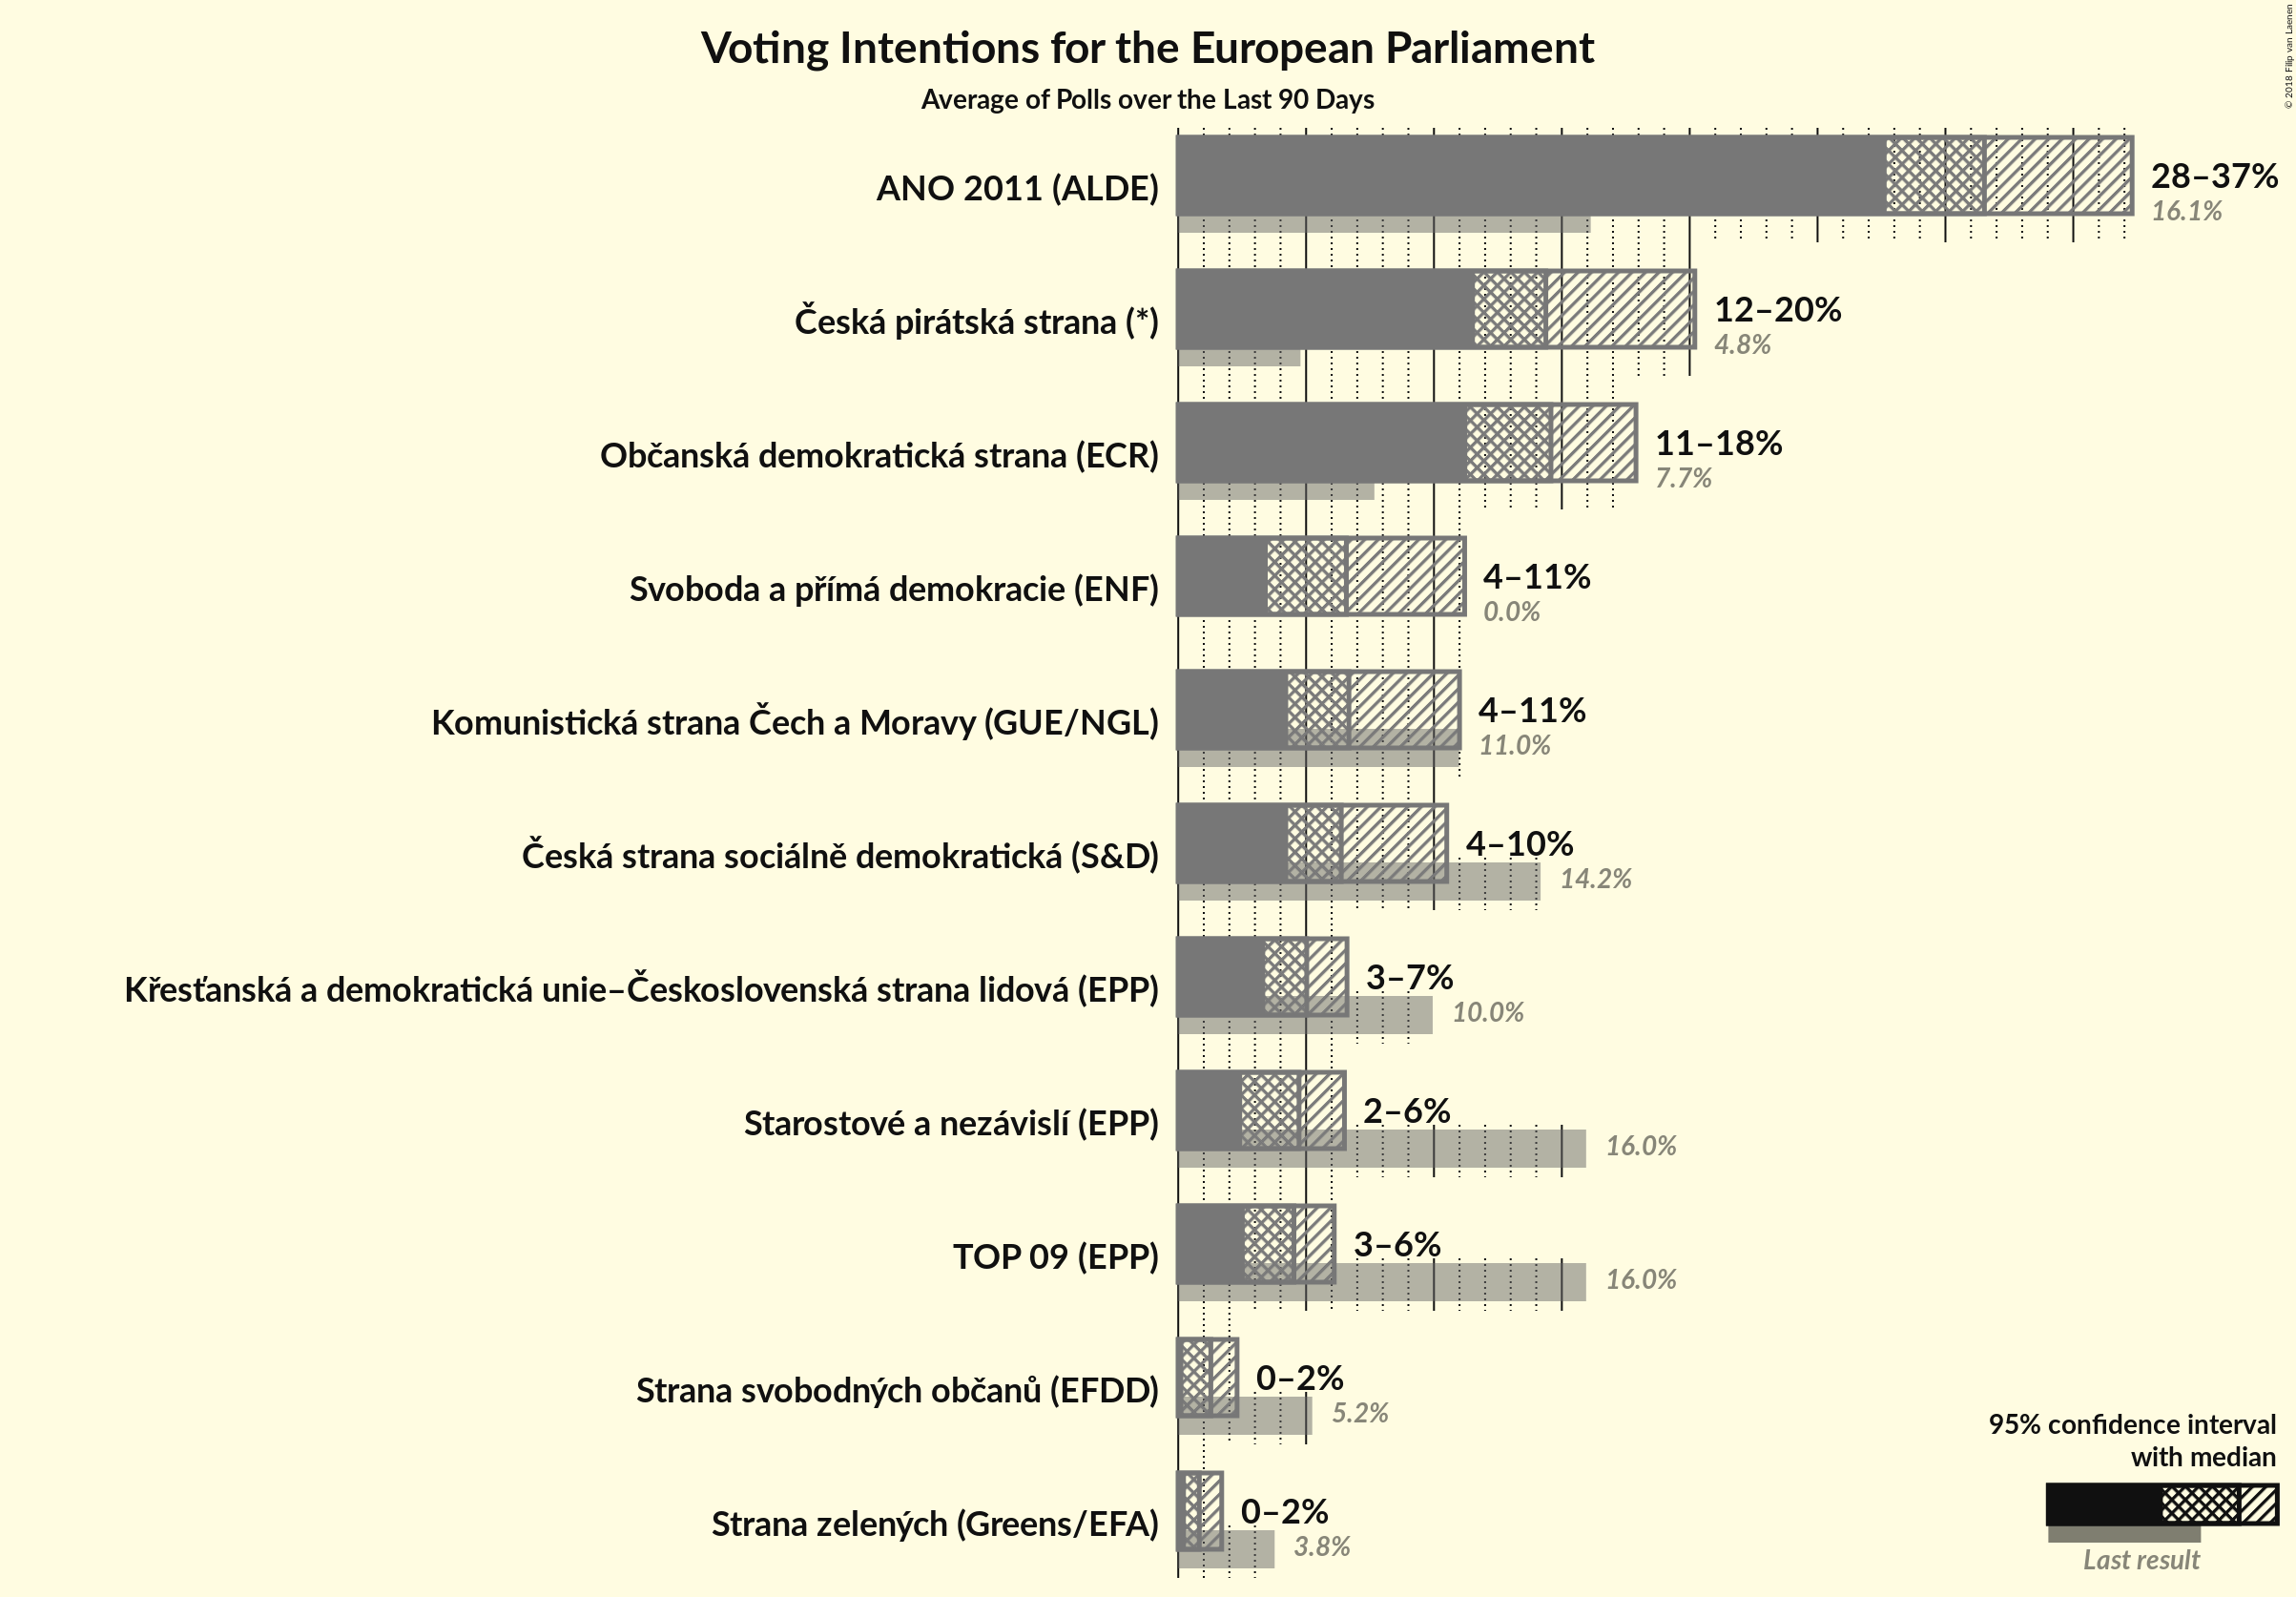 Voting Intentions for the European Parliament
Average of Polls over the Last 90 Days
© 2018 Filip van Laenen
ANO 2011 (ALDE)
28–37%
16.1%
Česká pirátská strana (*)
12–20%
4.8%
Občanská demokratická strana (ECR)
11–18%
7.7%
Svoboda a přímá demokracie (ENF)
4–11%
0.0%
Komunistická strana Čech a Moravy (GUE/NGL)
4–11%
11.0%
Česká strana sociálně demokratická (S&D)
4–10%
14.2%
Křesťanská a demokratická unie–Československá strana lidová (EPP)
3–7%
10.0%
Starostové a nezávislí (EPP)
2–6%
16.0%
TOP 09 (EPP)
3–6%
16.0%
Strana svobodných občanů (EFDD)
0–2%
5.2%
Strana zelených (Greens/EFA)
0–2%
3.8%
95% confidence interval
with median
Last result